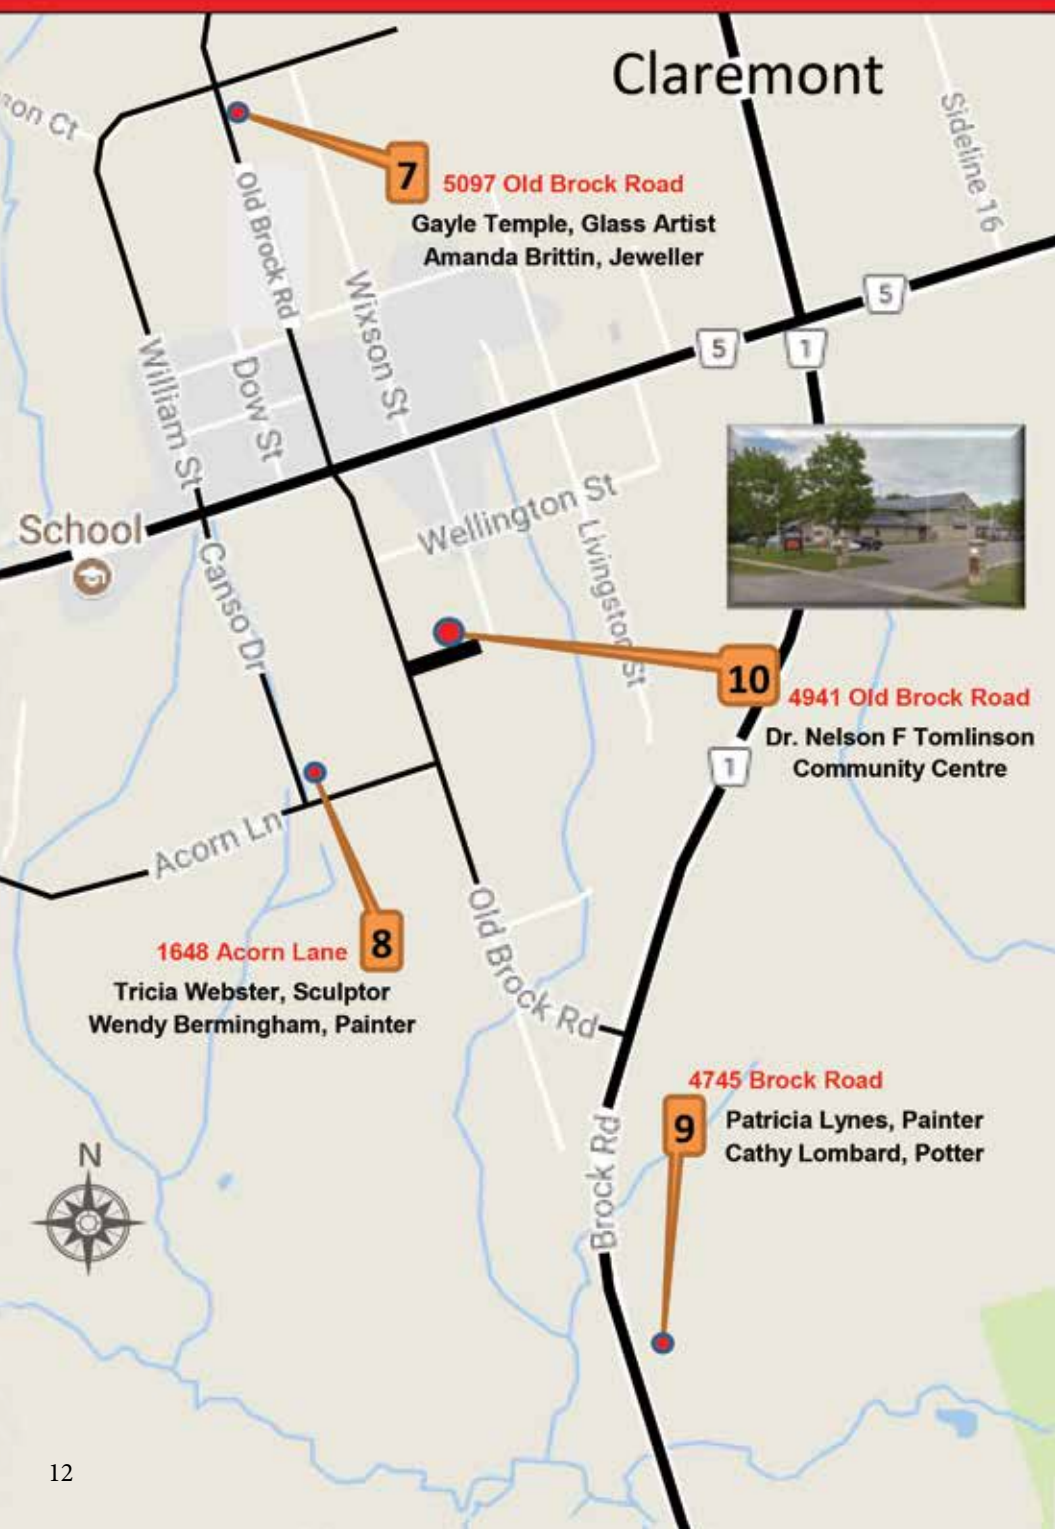 Claremont
son Ct
Sideline 16
7
5097 Old Brock Road
Gayle Temple, Glass Artist
Amanda Brittin, Jeweller
Old Brock Rd
Wixson St
5
5
1
William St
Dow St
School
Wellington St
Canso Dr
Livingston St
10
4941 Old Brock Road
Dr. Nelson F Tomlinson
Community Centre
1
Acorn Ln
8
1648 Acorn Lane
Tricia Webster, Sculptor
Wendy Bermingham, Painter
Old Brock Rd
4745 Brock Road
9
Patricia Lynes, Painter
Cathy Lombard, Potter
Brock Rd
N
12